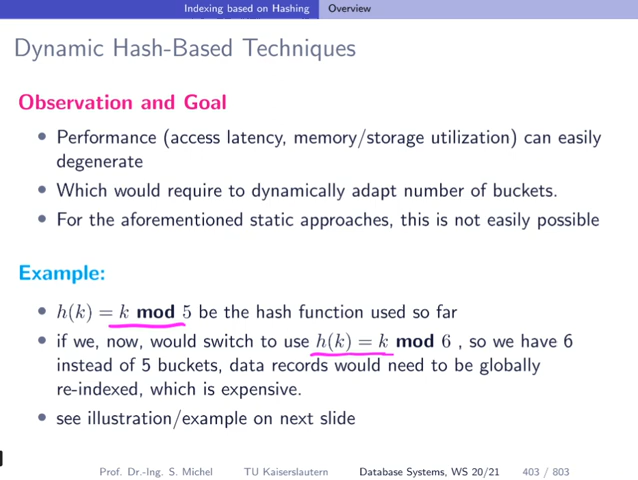 Indexing based on Hashing Overview
Dynamic Hash-Based Techniques
Observation and Goal
• Performance (access latency, memory/storage utilization) can easily
degenerate
• Which would require to dynamically adapt number of buckets.
• For the aforementioned static approaches, this is not easily possible
Example:
• h(k) = k mod 5 be the hash function used so far
• if we, now, would switch to use h(k) = k mod 6 , so we have 6
instead of 5 buckets, data records would need to be globally
re-indexed, which is expensive.
• see illustration/example on next slide
Prof. Dr.-Ing. S. Michel TU Kaiserslautern Database Systems, WS 20/21 403 / 803